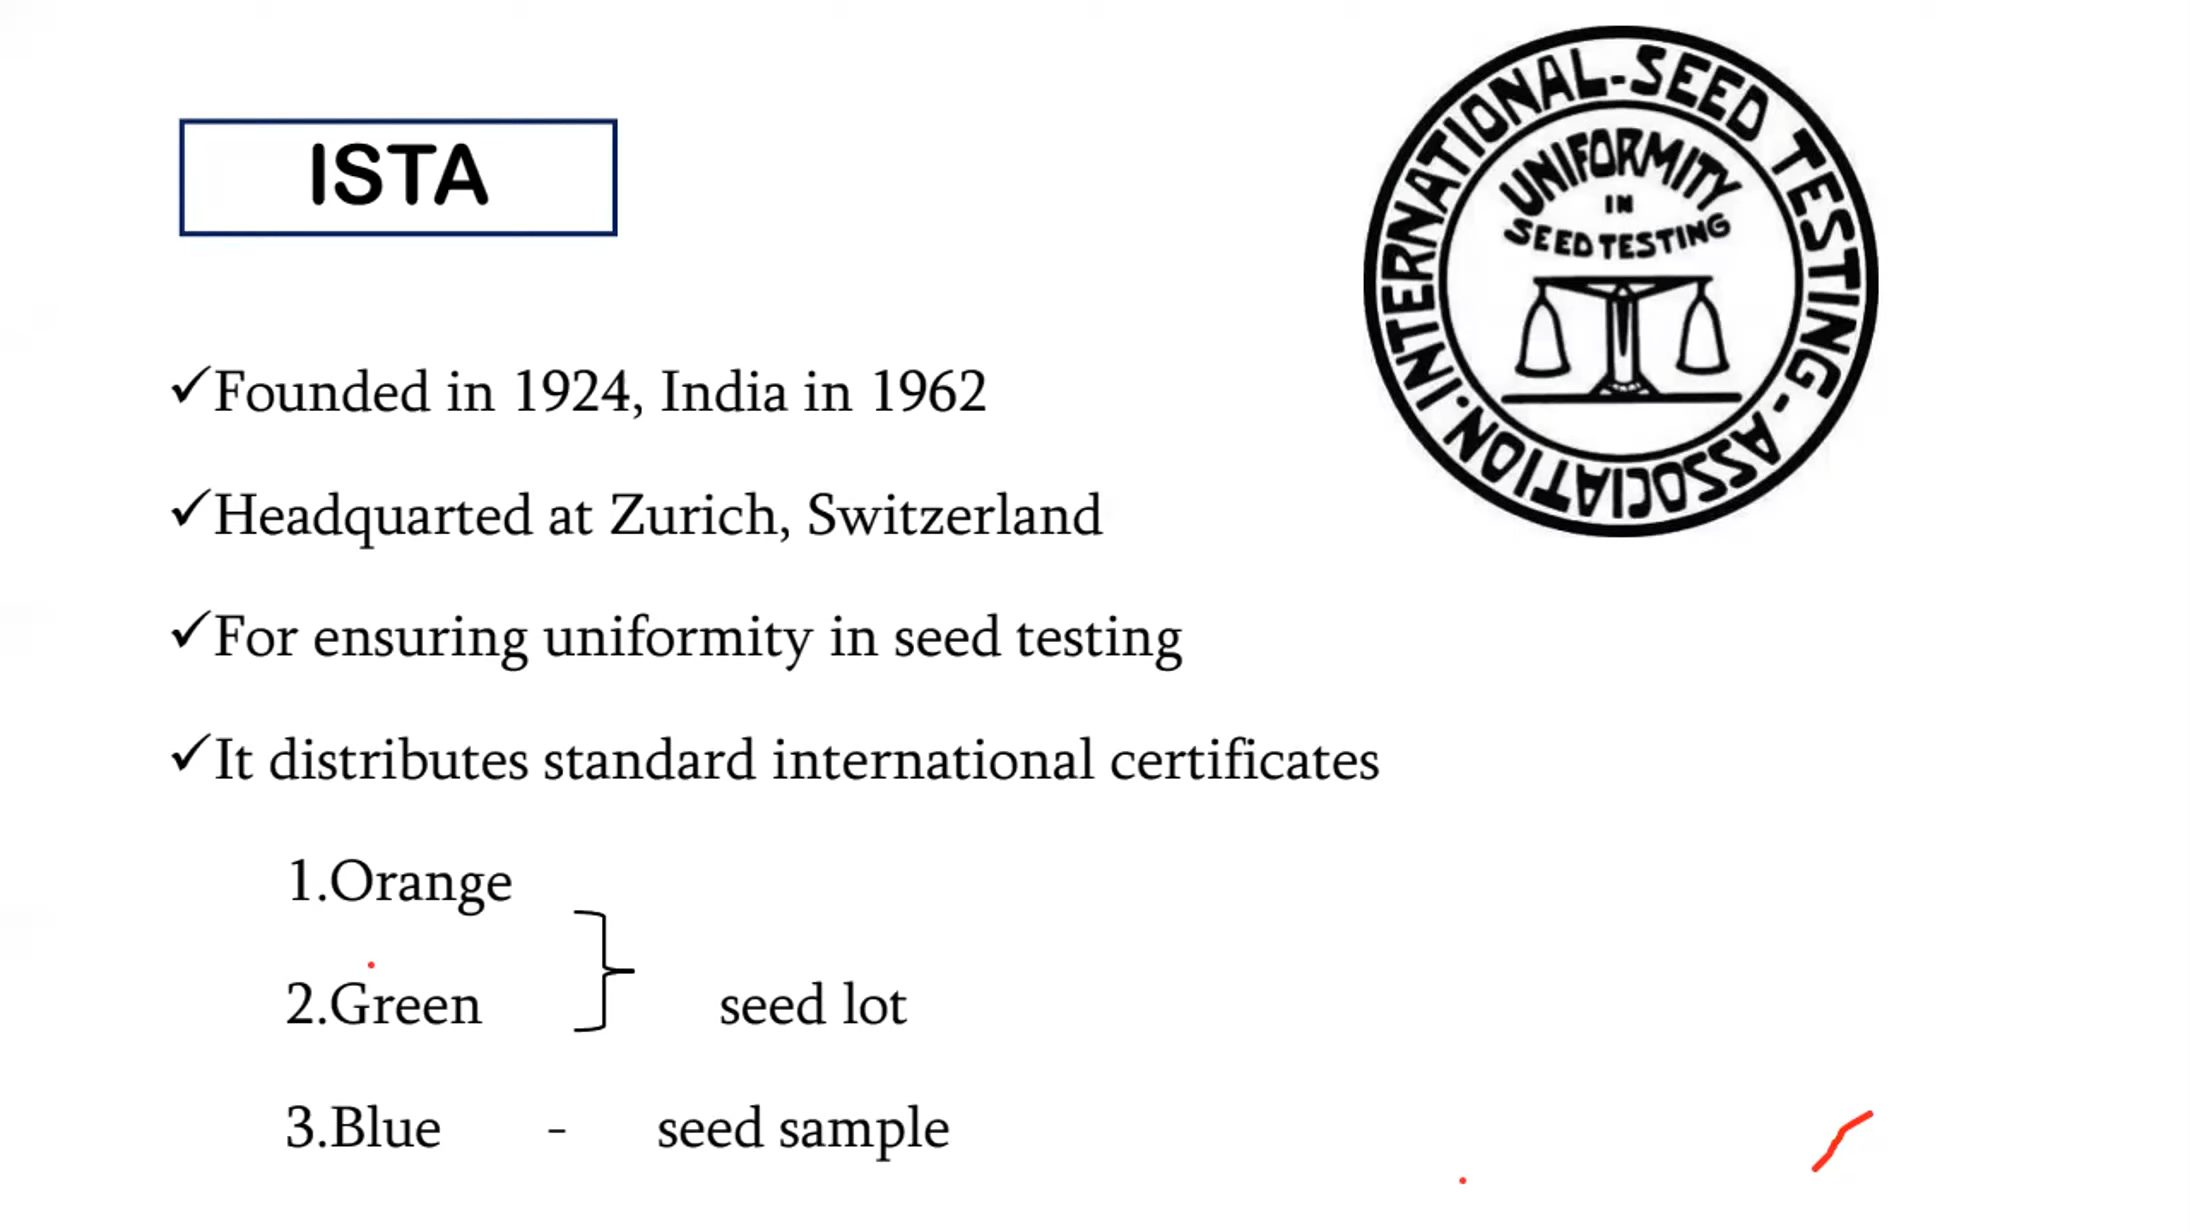 ISTA
INTERNATIONAL-SEED TESTING-ASSOCIATION.
UNIFORMITY
IN
SEED TESTING
✓Founded in 1924, India in 1962
✓Headquarted at Zurich, Switzerland
✓For ensuring uniformity in seed testing
✓It distributes standard international certificates
1.Orange
2.Green seed lot
3.Blue - seed sample